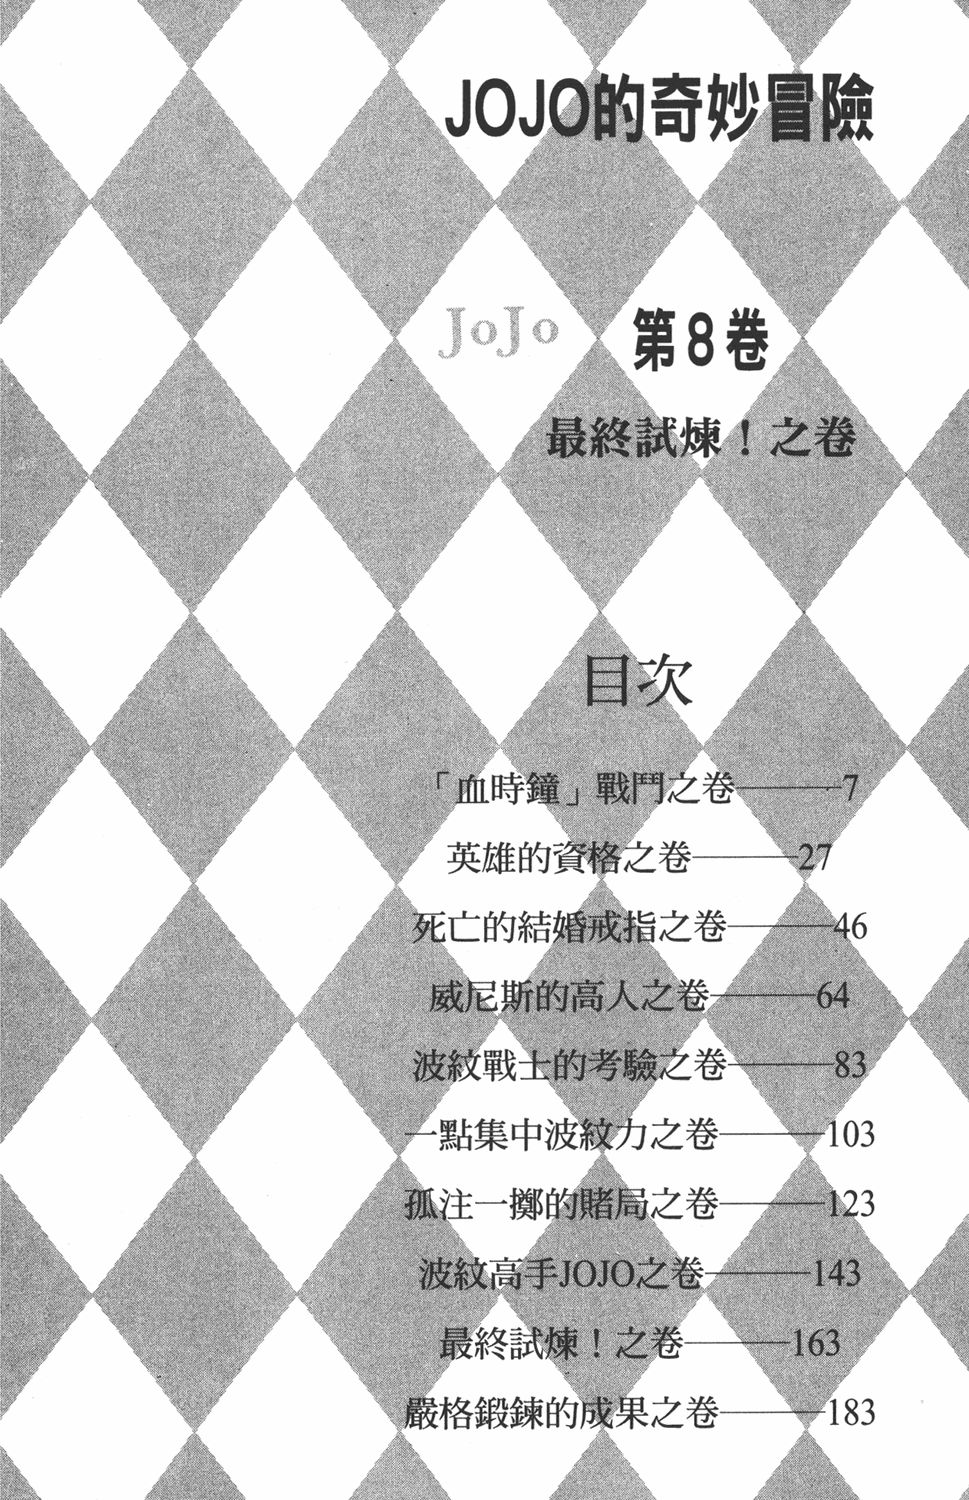 JOJO的奇妙冒險
JoJo 第8卷
最終試煉！之卷
目次
「血時鐘」戰鬥之卷———7
英雄的資格之卷———27
死亡的結婚戒指之卷———46
威尼斯的高人之卷———64
波紋戰士的考驗之卷———83
一點集中波紋力之卷———103
孤注一擲的賭局之卷———123
波紋高手JOJO之卷———143
最終試煉！之卷———163
嚴格鍛鍊的成果之卷———183